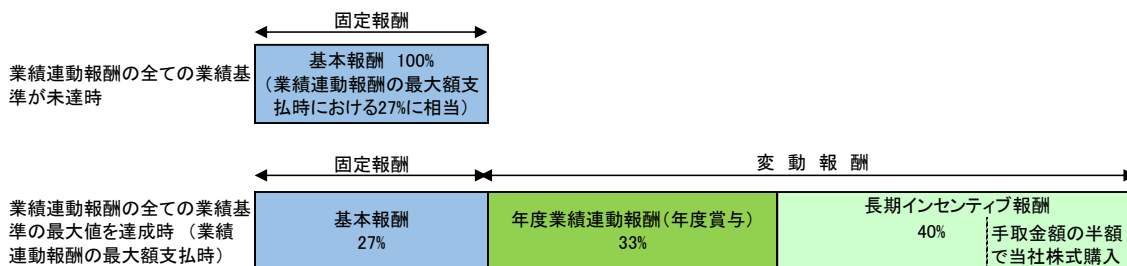 固定報酬
業績連動報酬の全ての業績基
準が未達時
基本報酬 100%
(業績連動報酬の最大額支
払時における27%に相当)
固定報酬
変 動 報 酬
業績連動報酬の全ての業績基
準の最大値を達成時 (業績
連動報酬の最大額支払時)
基本報酬
27%
年度業績連動報酬(年度賞与)
33%
長期インセンティブ報酬
40%
手取金額の半額
で当社株式購入